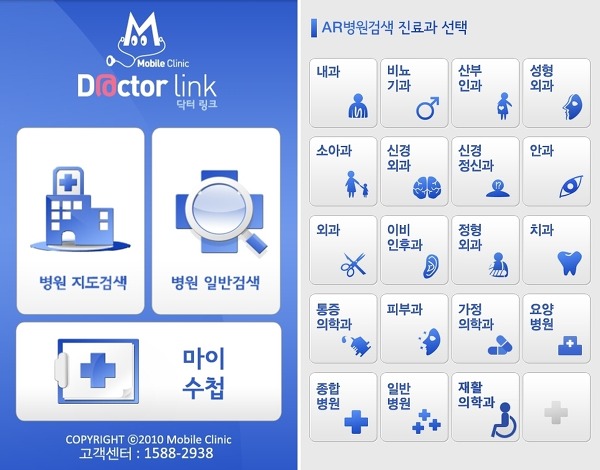 M
Mobile Clinic
D@ctor link
닥터 링크
병원 지도검색
병원 일반검색
마이
수첩
COPYRIGHT ⓒ2010 Mobile Clinic
고객센터 : 1588-2938
AR병원검색 진료과 선택
내과
비뇨
기과
산부
인과
성형
외과
소아과
신경
외과
신경
정신과
안과
외과
이비
인후과
정형
외과
치과
통증
의학과
피부과
가정
의학과
요양
병원
종합
병원
일반
병원
재활
의학과